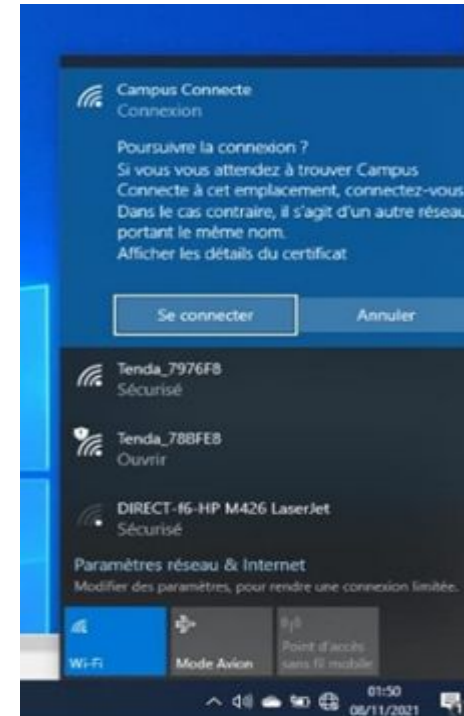 Campus Connecte
Connexion
Poursuivre la connexion ?
Si vous vous attendez à trouver Campus
Connecte à cet emplacement, connectez-vous.
Dans le cas contraire, il s'agit d'un autre réseau
portant le même nom.
Afficher les détails du certificat
Se connecter
Annuler
Tenda_7976F8
Sécurisé
Tenda_78BFE8
Ouvrir
DIRECT-f6-HP M426 LaserJet
Sécurisé
Paramètres réseau & Internet
Modifier des paramètres, pour rendre une connexion limitée.
Wi-Fi
Mode Avion
Point d'accès
sans fil mobile
01:50
08/11/2021